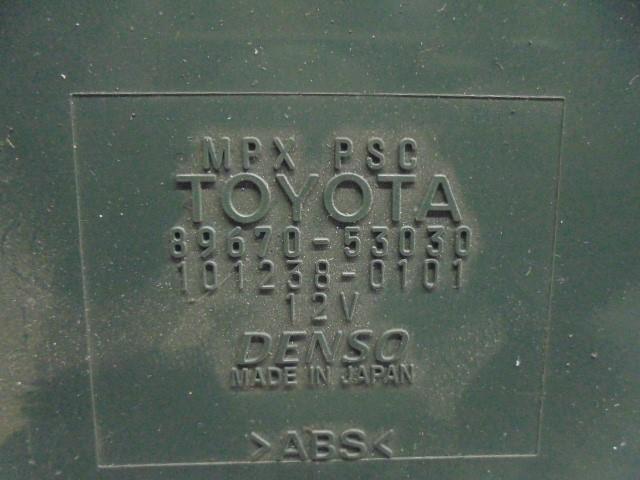 MPX PSC
TOYOTA
89670-53030
101238-0101
12V
DENSO
MADE IN JAPAN
>ABS<